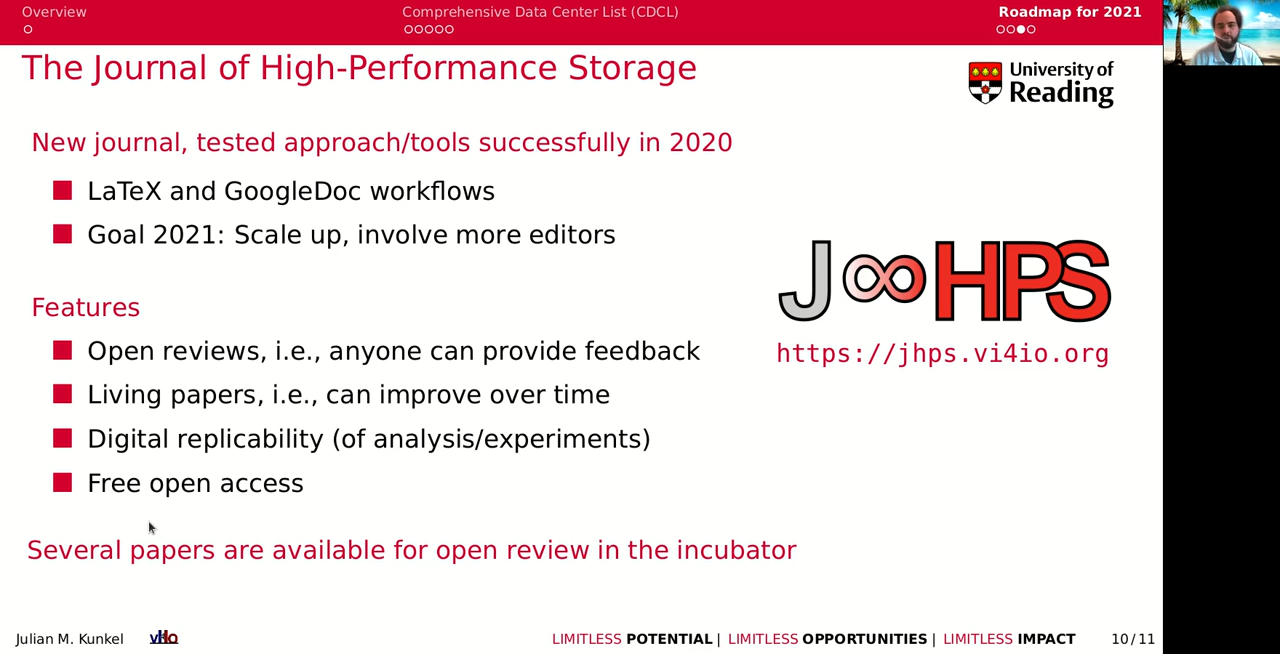 Overview
Comprehensive Data Center List (CDCL)
Roadmap for 2021
The Journal of High-Performance Storage
University of
Reading
New journal, tested approach/tools successfully in 2020
LaTeX and GoogleDoc workflows
Goal 2021: Scale up, involve more editors
J∞HPS
https://jhps.vi4io.org
Features
Open reviews, i.e., anyone can provide feedback
Living papers, i.e., can improve over time
Digital replicability (of analysis/experiments)
Free open access
Several papers are available for open review in the incubator
Julian M. Kunkel
LIMITLESS POTENTIAL | LIMITLESS OPPORTUNITIES | LIMITLESS IMPACT
10/11